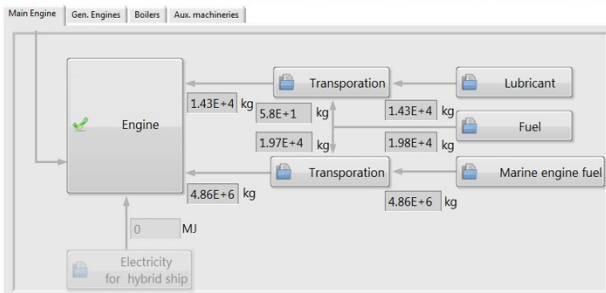 Main Engine Gen. Engines Boilers Aux. machineries
Transporation Lubricant
1.43E+4 kg 5.8E+1 kg 1.43E+4 kg
Engine Fuel
1.97E+4 kg 1.98E+4 kg
Transporation Marine engine fuel
4.86E+6 kg 4.86E+6 kg
0 MJ
Electricity
for hybrid ship